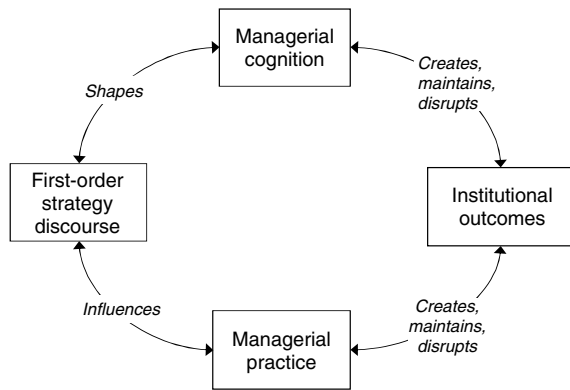 Managerial
cognition
Shapes
Creates,
maintains,
disrupts
First-order
strategy
discourse
Institutional
outcomes
Influences
Creates,
maintains,
disrupts
Managerial
practice